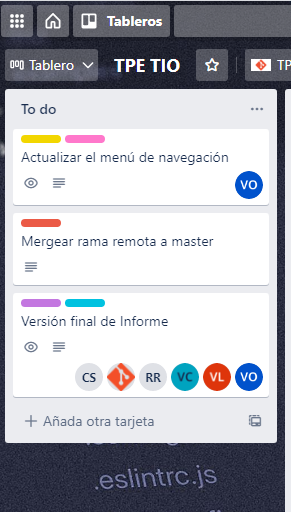 Tableros
Tablero
TPE TIO
TP
To do
Actualizar el menú de navegación
VO
Mergear rama remota a master
Versión final de Informe
CS
RR
VC
VL
VO
Añada otra tarjeta
.eslintrc.js